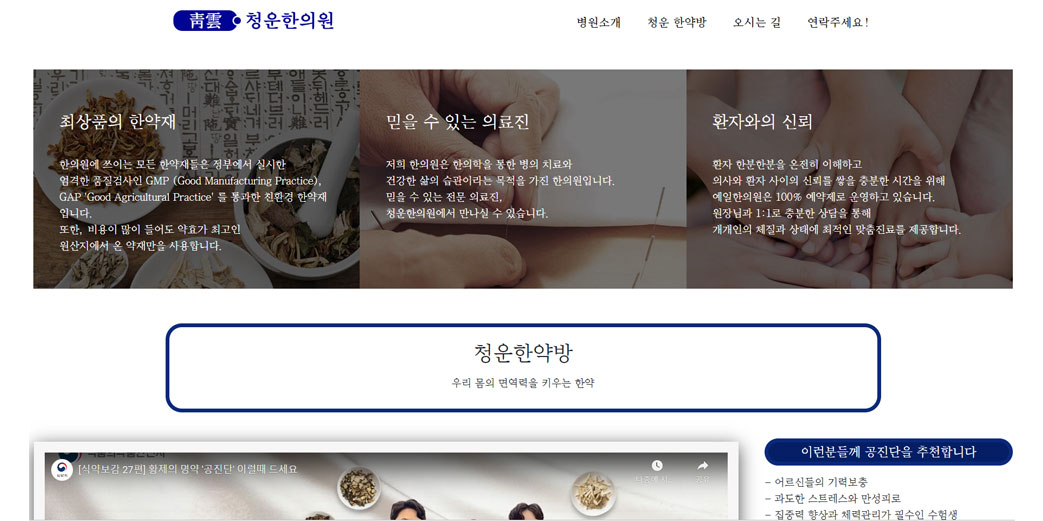 靑雲 청운한의원
병원소개 청운 한약방 오시는 길 연락주세요!
최상품의 한약재
한의원에 쓰이는 모든 한약재들은 정부에서 실시한
엄격한 품질검사인 GMP (Good Manufacturing Practice),
GAP 'Good Agricultural Practice' 를 통과한 친환경 한약재
입니다.
또한, 비용이 많이 들어도 약효가 최고인
원산지에서 온 약재만을 사용합니다.
믿을 수 있는 의료진
저희 한의원은 한의학을 통한 병의 치료와
건강한 삶의 습관이라는 목적을 가진 한의원입니다.
믿을 수 있는 전문 의료진,
청운한의원에서 만나실 수 있습니다.
환자와의 신뢰
환자 한분한분을 온전히 이해하고
의사와 환자 사이의 신뢰를 쌓을 충분한 시간을 위해
예일한의원은 100% 예약제로 운영하고 있습니다.
원장님과 1:1로 충분한 상담을 통해
개개인의 체질과 상태에 최적인 맞춤진료를 제공합니다.
청운한약방
우리 몸의 면역력을 키우는 한약
[식약보감 27편] 황제의 명약 '공진단' 이럴때 드세요
이런분들께 공진단을 추천합니다
- 어르신들의 기력보충
- 과도한 스트레스와 만성피로
- 집중력 향상과 체력관리가 필수인 수험생